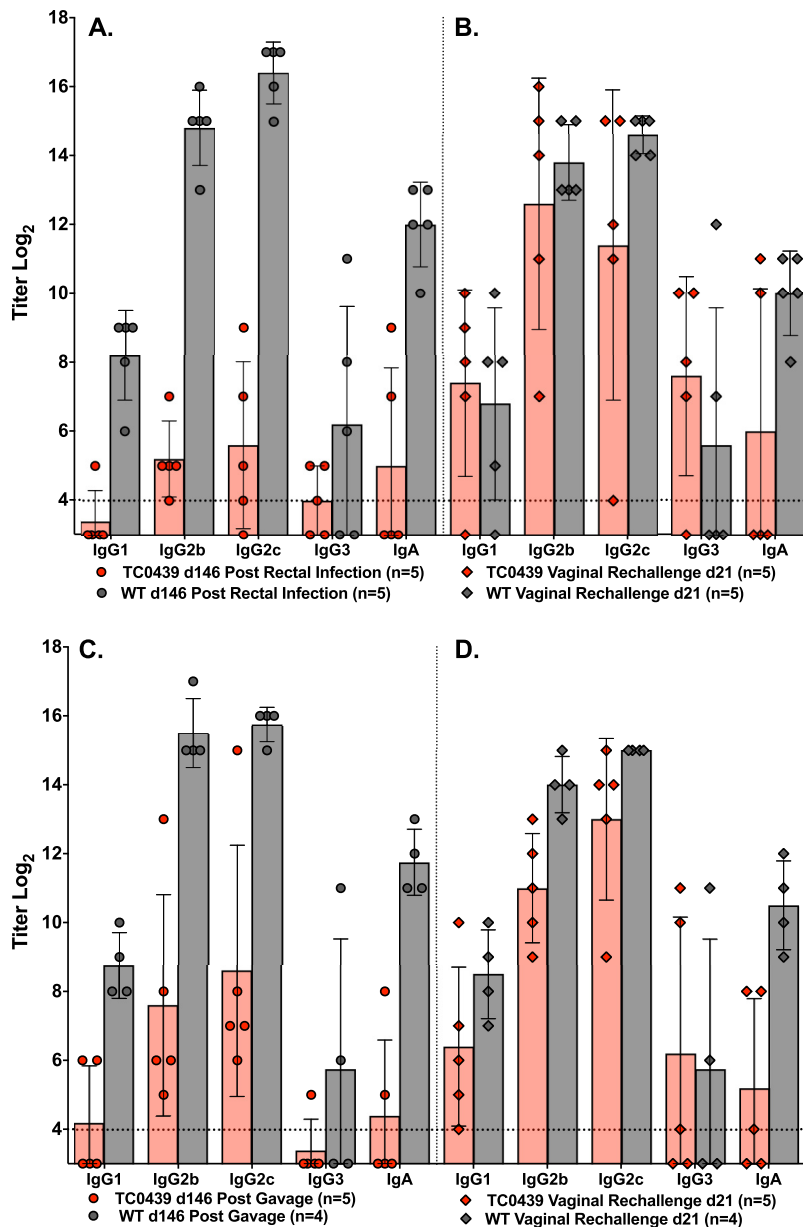 A.
B.
18
16
14
12
10
8
6
4
Titer Log2
IgG1 IgG2b IgG2c IgG3 IgA IgG1 IgG2b IgG2c IgG3 IgA
TC0439 d146 Post Rectal Infection (n=5)
WT d146 Post Rectal Infection (n=5)
TC0439 Vaginal Rechallenge d21 (n=5)
WT Vaginal Rechallenge d21 (n=5)
C.
D.
18
16
14
12
10
8
6
4
Titer Log2
IgG1 IgG2b IgG2c IgG3 IgA IgG1 IgG2b IgG2c IgG3 IgA
TC0439 d146 Post Gavage (n=5)
WT d146 Post Gavage (n=4)
TC0439 Vaginal Rechallenge d21 (n=5)
WT Vaginal Rechallenge d21 (n=4)